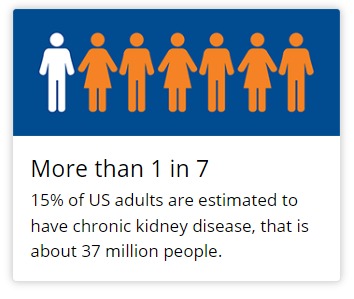 More than 1 in 7
15% of US adults are estimated to
have chronic kidney disease, that is
about 37 million people.